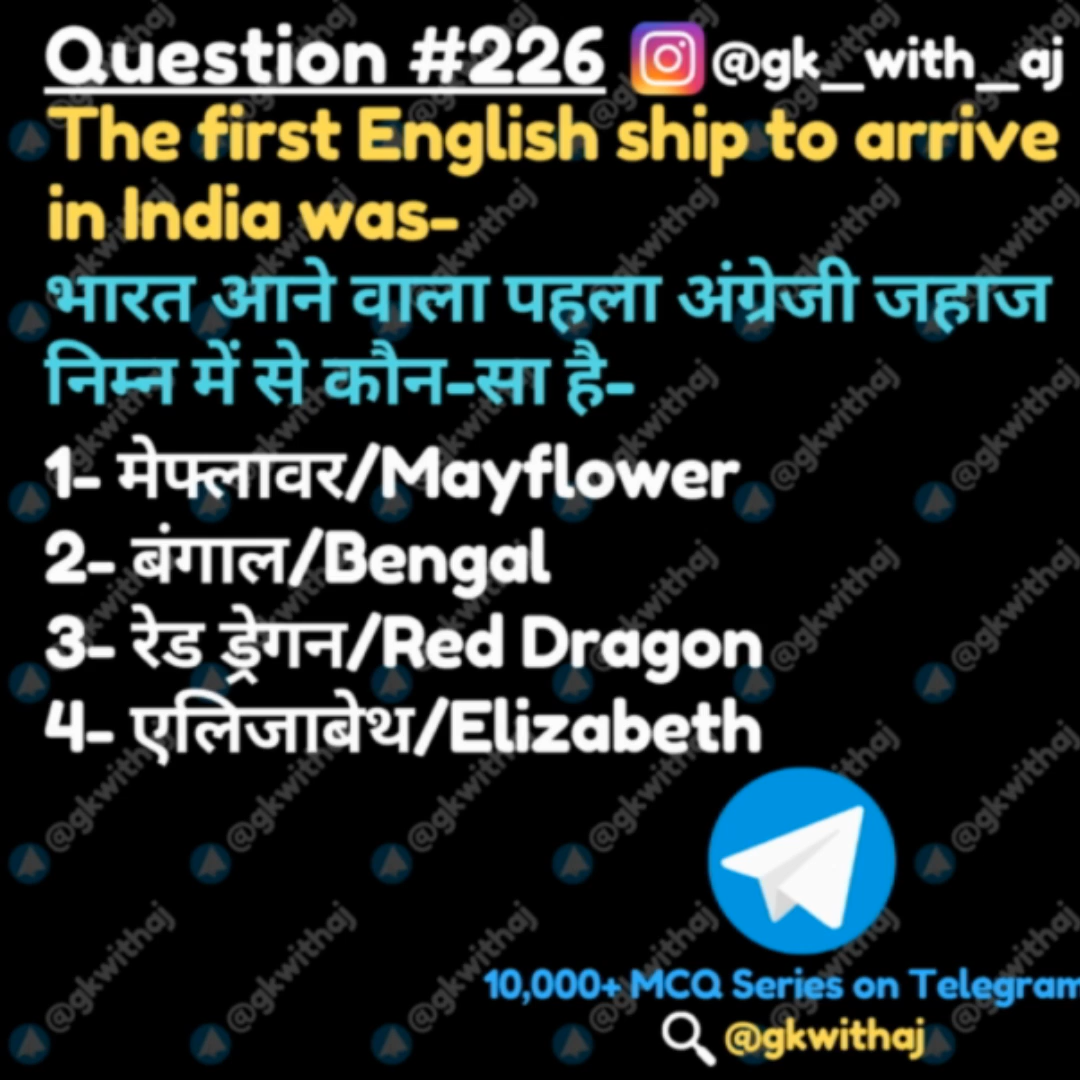 Question #226 @gk_with_aj
The first English ship to arrive
in India was-
भारत आने वाला पहला अंग्रेजी जहाज
निम्न में से कौन-सा है-
1- मेफ्लावर/Mayflower
2- बंगाल/Bengal
3- रेड ड्रेगन/Red Dragon
4- एलिजाबेथ/Elizabeth
10,000+ MCQ Series on Telegram
@gkwithaj